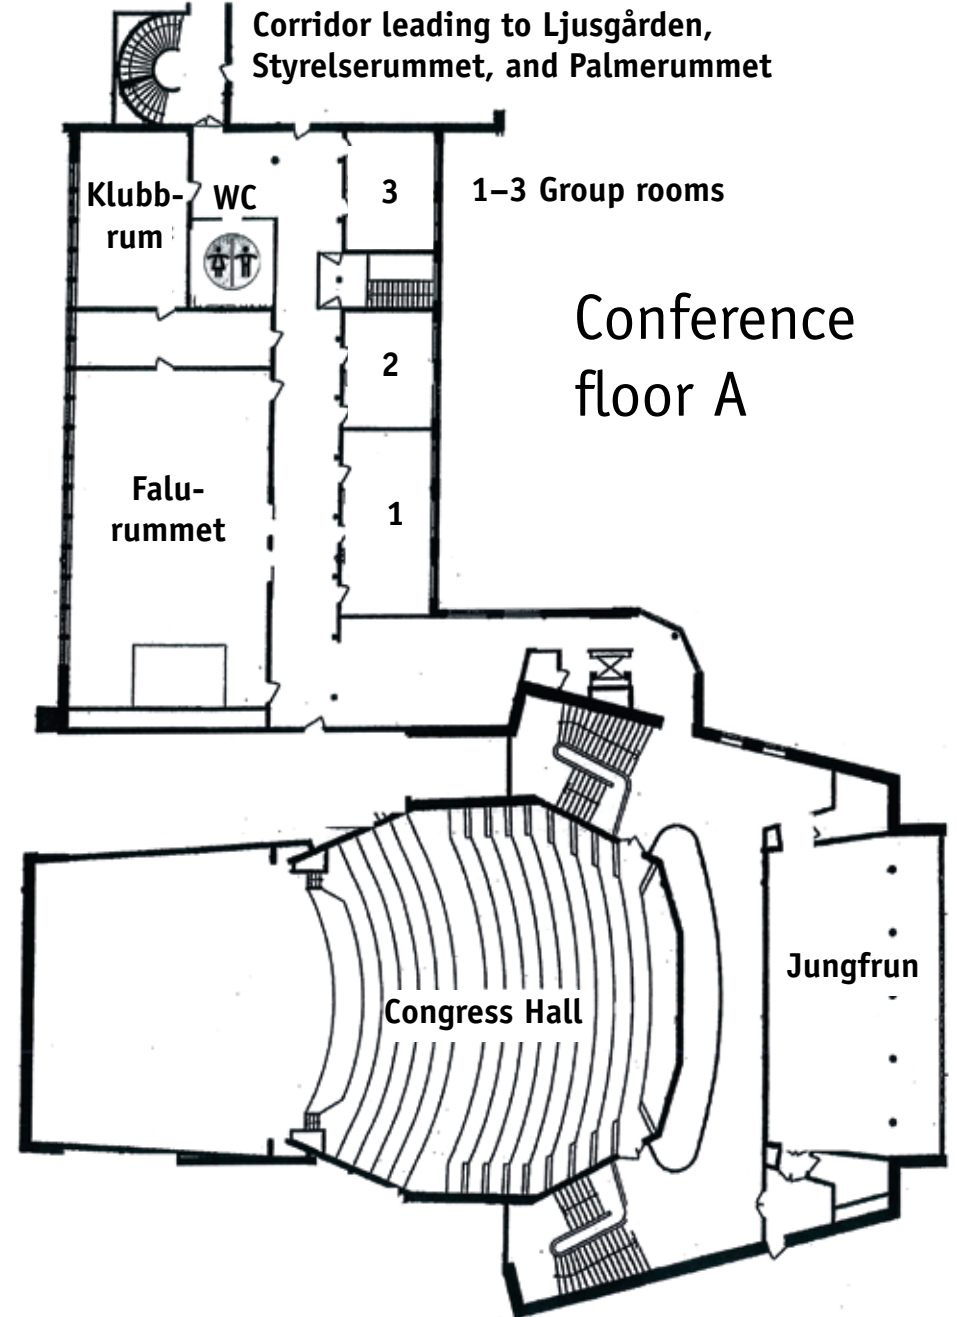 Corridor leading to Ljusgården,
Styrelserummet, and Palmerummet
Klubb-
rum
WC
3
1–3 Group rooms
Conference
floor A
2
Falu-
rummet
1
Jungfrun
Congress Hall